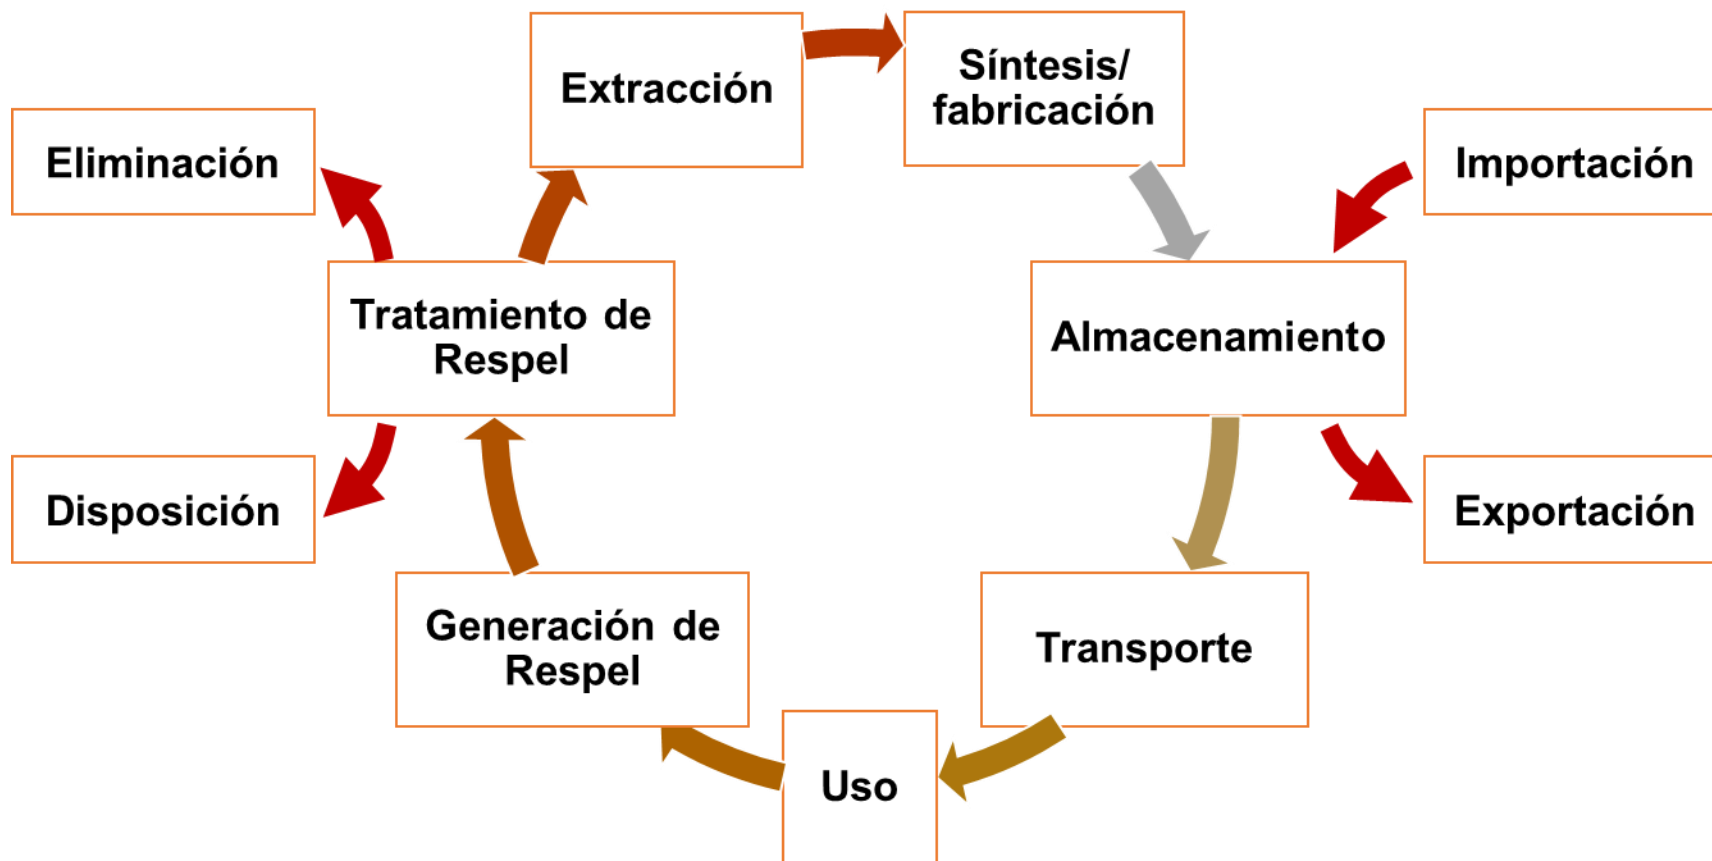 Extracción
Síntesis/
fabricación
Eliminación
Importación
Tratamiento de
Respel
Almacenamiento
Disposición
Exportación
Generación de
Respel
Transporte
Uso